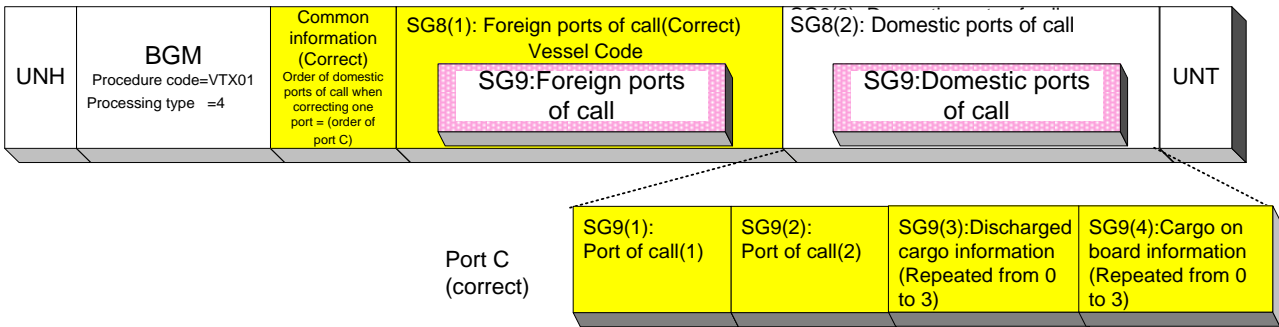 UNH
BGM
Procedure code=VTX01
Processing type =4
Common
information
(Correct)
Order of domestic
ports of call when
correcting one
port = (order of
port C)
SG8(1): Foreign ports of call(Correct)
Vessel Code
SG9:Foreign ports
of call
SG8(2): Domestic ports of call
SG9:Domestic ports
of call
UNT
Port C
(correct)
SG9(1):
Port of call(1)
SG9(2):
Port of call(2)
SG9(3):Discharged
cargo information
(Repeated from 0
to 3)
SG9(4):Cargo on
board information
(Repeated from 0
to 3)